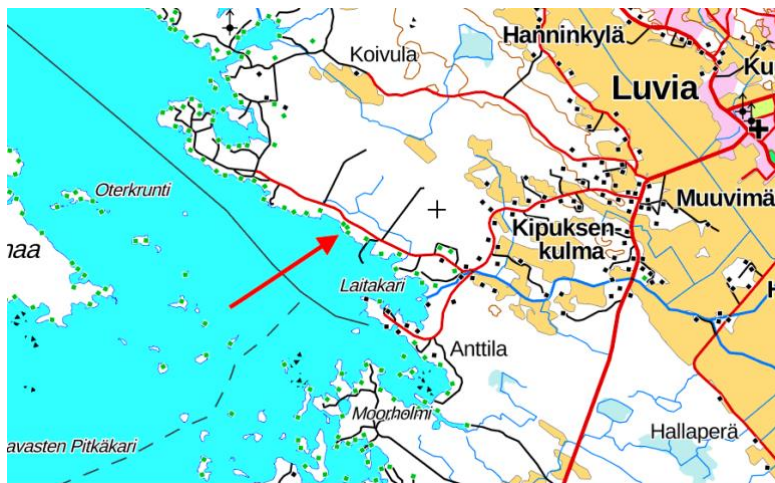 Koivula
Hanninkylä
Ku
Luvia
Oterkrunti
Muuvimä
maa
Kipuksen-
kulma
Laitakari
H
Anttila
Moorholmi
Hallaperä
avasten Pitkäkari